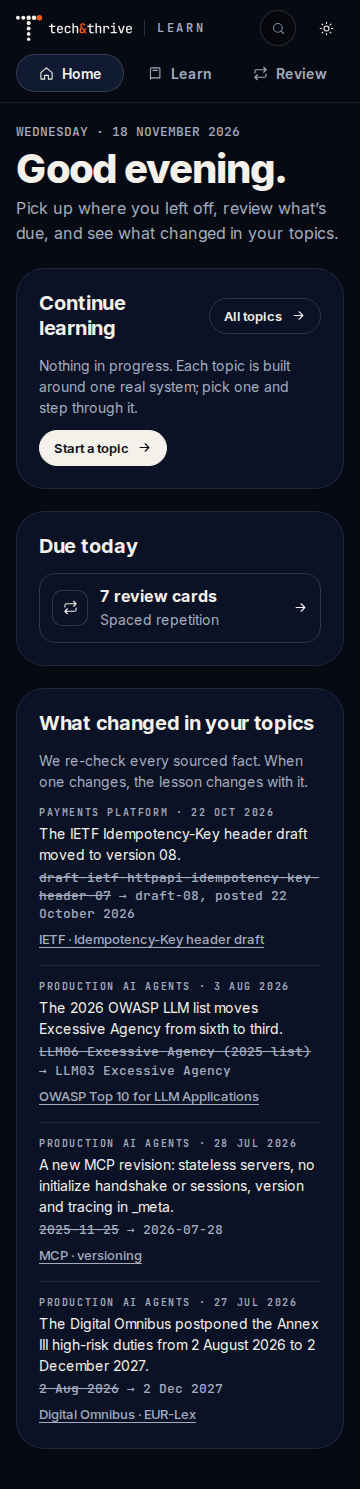 tech&thrive LEARN
Home Learn Review
WEDNESDAY · 18 NOVEMBER 2026
Good evening.
Pick up where you left off, review what's
due, and see what changed in your topics.
Continue
learning
All topics →
Nothing in progress. Each topic is built
around one real system; pick one and
step through it.
Start a topic →
Due today
7 review cards
Spaced repetition
→
What changed in your topics
We re-check every sourced fact. When
one changes, the lesson changes with it.
PAYMENTS PLATFORM · 22 OCT 2026
The IETF Idempotency-Key header draft
moved to version 08.
draft-ietf-httpapi-idempotency-key-
header-07 → draft-08, posted 22
October 2026
IETF · Idempotency-Key header draft
PRODUCTION AI AGENTS · 3 AUG 2026
The 2026 OWASP LLM list moves
Excessive Agency from sixth to third.
LLM06 Excessive Agency (2025 list)
→ LLM03 Excessive Agency
OWASP Top 10 for LLM Applications
PRODUCTION AI AGENTS · 28 JUL 2026
A new MCP revision: stateless servers, no
initialize handshake or sessions, version
and tracing in _meta.
2025-11-25 → 2026-07-28
MCP · versioning
PRODUCTION AI AGENTS · 27 JUL 2026
The Digital Omnibus postponed the Annex
III high-risk duties from 2 August 2026 to 2
December 2027.
2 Aug 2026 → 2 Dec 2027
Digital Omnibus · EUR-Lex